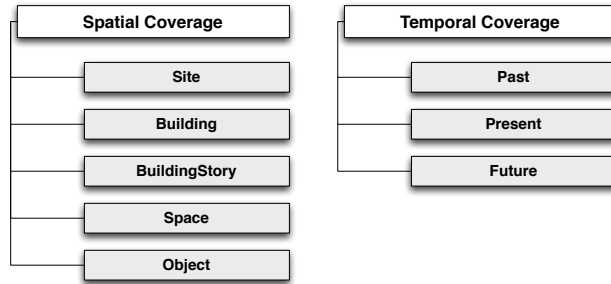 Spatial Coverage
Site
Building
BuildingStory
Space
Object
Temporal Coverage
Past
Present
Future